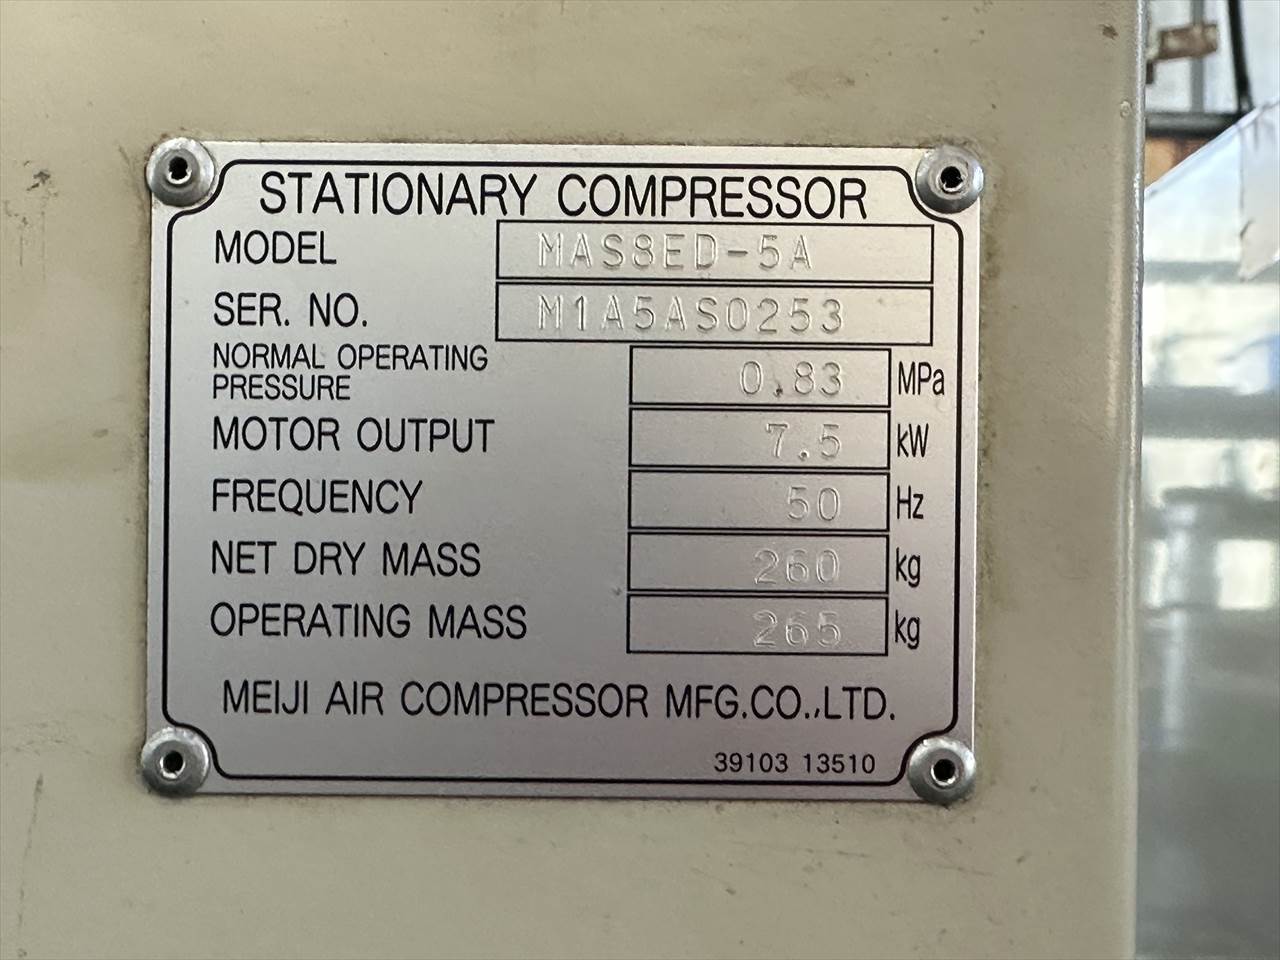 STATIONARY COMPRESSOR
MODEL MAS8ED-5A
SER. NO. M1A5AS0253
NORMAL OPERATING
PRESSURE 0.83 MPa
MOTOR OUTPUT 7.5 kW
FREQUENCY 50 Hz
NET DRY MASS 260 kg
OPERATING MASS 265 kg
MEIJI AIR COMPRESSOR MFG.CO.,LTD.
39103 13510